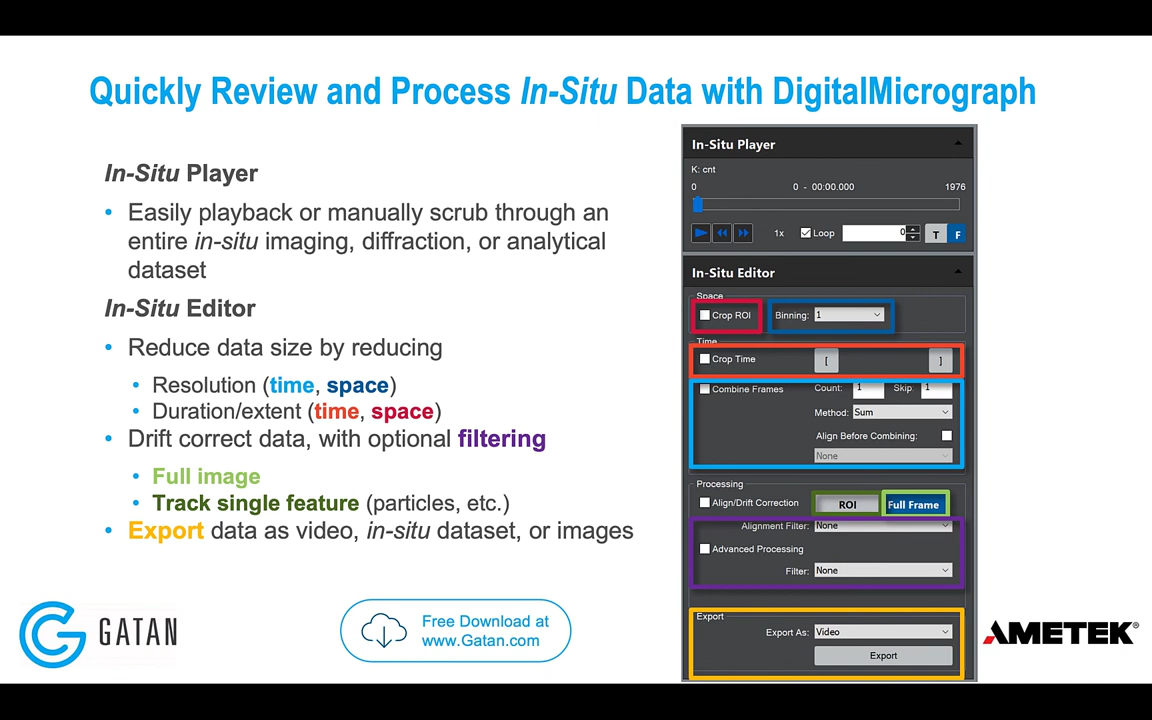 Quickly Review and Process In-Situ Data with DigitalMicrograph
In-Situ Player
• Easily playback or manually scrub through an
entire in-situ imaging, diffraction, or analytical
dataset
In-Situ Editor
• Reduce data size by reducing
• Resolution (time, space)
• Duration/extent (time, space)
• Drift correct data, with optional filtering
• Full image
• Track single feature (particles, etc.)
• Export data as video, in-situ dataset, or images
GATAN
Free Download at
www.Gatan.com
In-Situ Player
K: cnt
0 0 - 00:00.000 1976
1x Loop 0 T F
In-Situ Editor
Space
Crop ROI Binning: 1
Time
Crop Time [ ]
Combine Frames Count: 1 Skip: 1
Method: Sum
Align Before Combining:
None
Processing
Align/Drift Correction ROI Full Frame
Alignment Filter: None
Advanced Processing
Filter: None
Export
Export As: Video
Export
AMETEK®